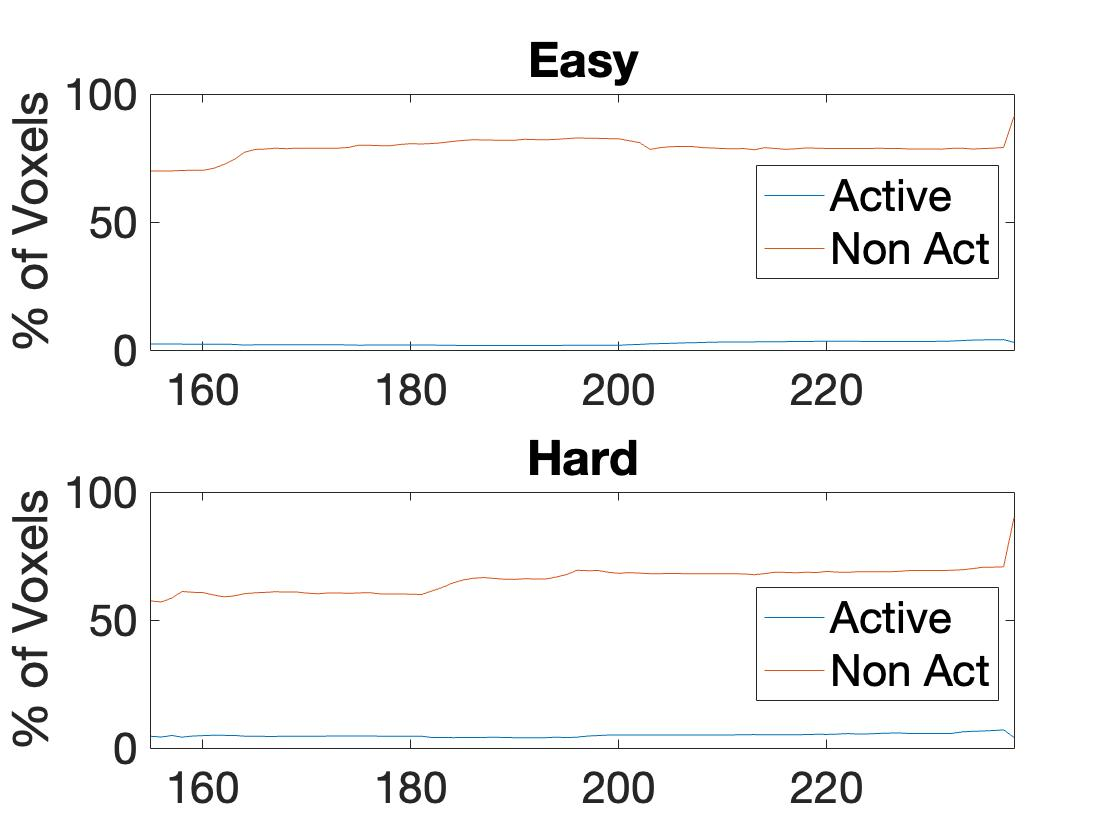 Easy
% of Voxels
100
50
0
Active
Non Act
160 180 200 220
Hard
% of Voxels
100
50
0
Active
Non Act
160 180 200 220